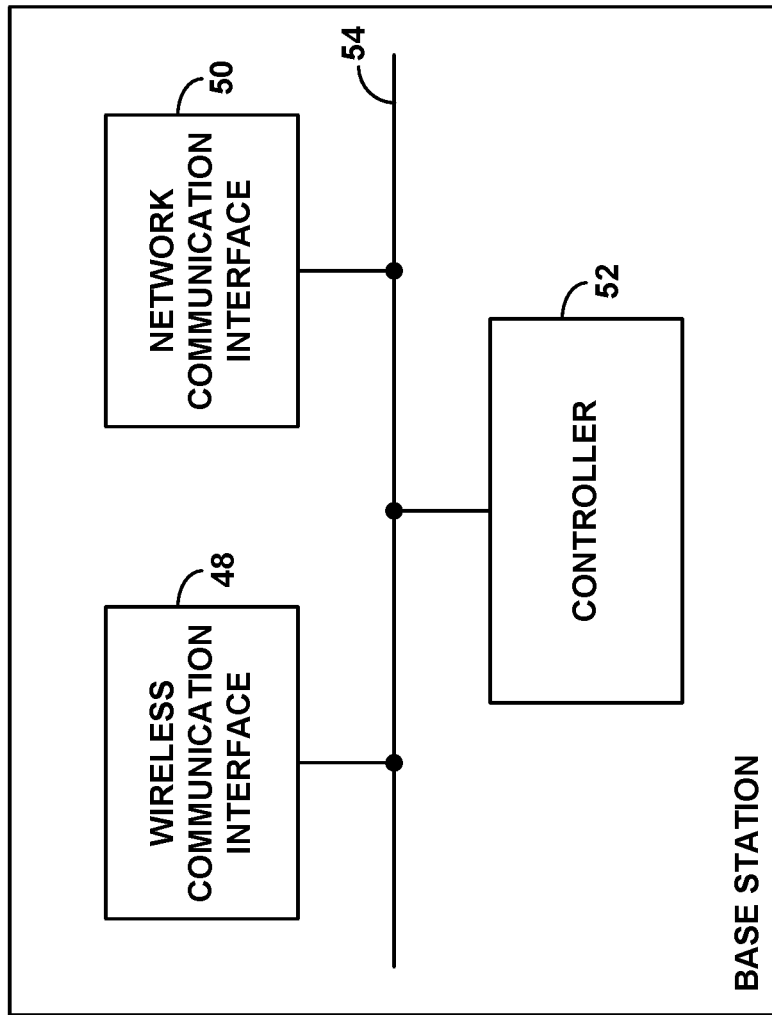 WIRELESS
COMMUNICATION
INTERFACE
48
NETWORK
COMMUNICATION
INTERFACE
50
54
CONTROLLER
52
BASE STATION